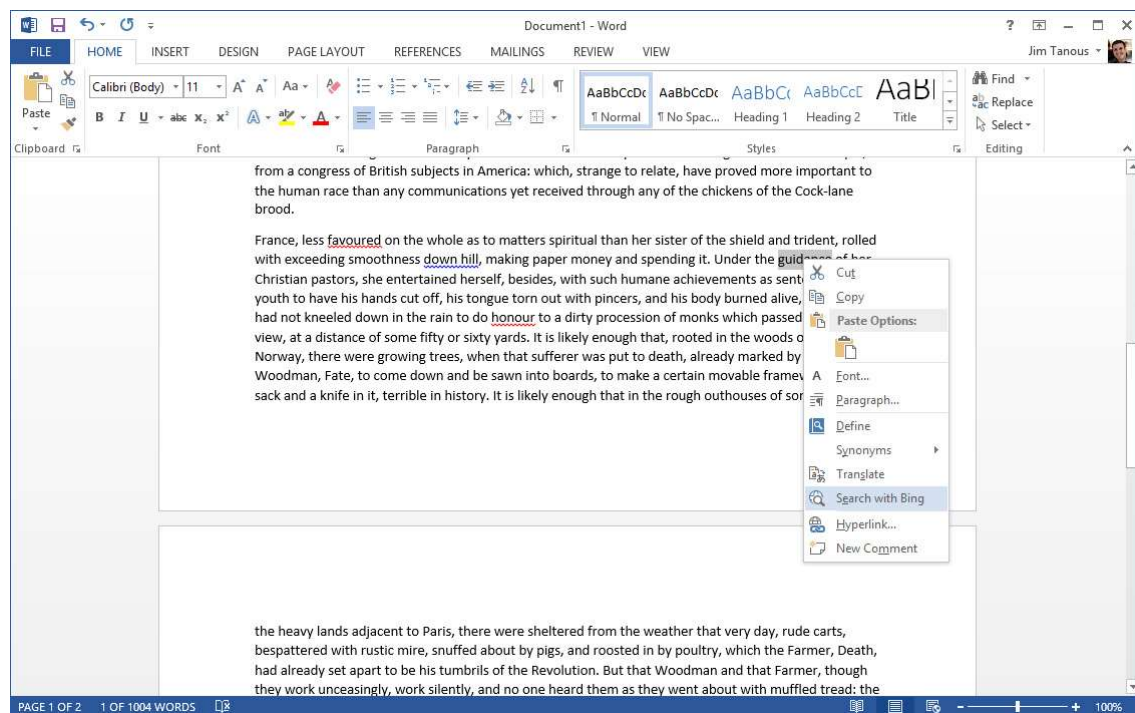 Document1 - Word
FILE HOME INSERT DESIGN PAGE LAYOUT REFERENCES MAILINGS REVIEW VIEW Jim Tanous
Calibri (Body) 11 Aa AaBbCcDc AaBbCcDc AaBbCc AaBbCcE AaBl Find
Paste B I U abc x₂ x² A aby A ¶ Normal ¶ No Spac... Heading 1 Heading 2 Title Replace
Select
Clipboard Font Paragraph Styles Editing
from a congress of British subjects in America: which, strange to relate, have proved more important to
the human race than any communications yet received through any of the chickens of the Cock-lane
brood.
France, less favoured on the whole as to matters spiritual than her sister of the shield and trident, rolled
with exceeding smoothness down hill, making paper money and spending it. Under the guidance of her
Christian pastors, she entertained herself, besides, with such humane achievements as sent
youth to have his hands cut off, his tongue torn out with pincers, and his body burned alive,
had not kneeled down in the rain to do honour to a dirty procession of monks which passed
view, at a distance of some fifty or sixty yards. It is likely enough that, rooted in the woods o
Norway, there were growing trees, when that sufferer was put to death, already marked by
Woodman, Fate, to come down and be sawn into boards, to make a certain movable framew
sack and a knife in it, terrible in history. It is likely enough that in the rough outhouses of so
Cut
Copy
Paste Options:
Font...
Paragraph...
Define
Synonyms
Translate
Search with Bing
Hyperlink...
New Comment
the heavy lands adjacent to Paris, there were sheltered from the weather that very day, rude carts,
bespattered with rustic mire, snuffed about by pigs, and roosted in by poultry, which the Farmer, Death,
had already set apart to be his tumbrils of the Revolution. But that Woodman and that Farmer, though
they work unceasingly, work silently, and no one heard them as they went about with muffled tread: the
PAGE 1 OF 2 1 OF 1004 WORDS 100%